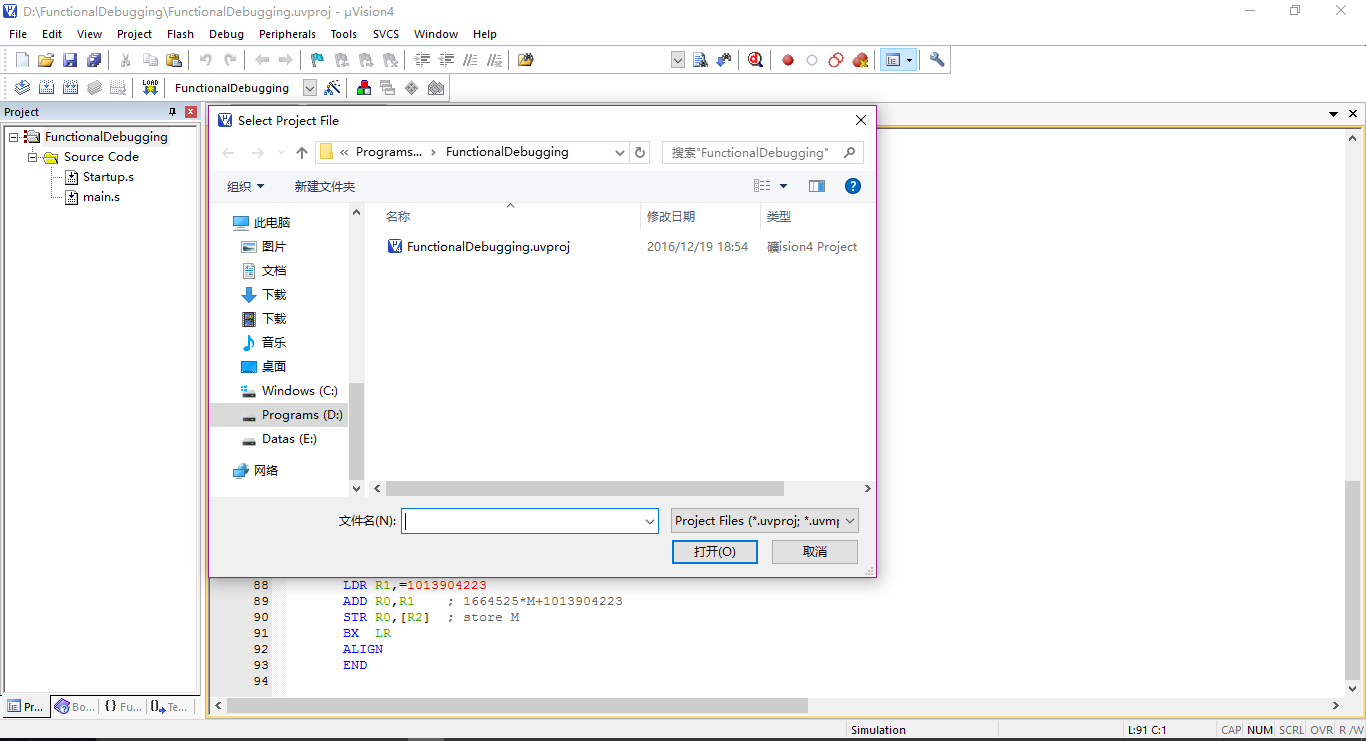 D:\FunctionalDebugging\FunctionalDebugging.uvproj - µVision4
File Edit View Project Flash Debug Peripherals Tools SVCS Window Help
LOAD FunctionalDebugging
Project
FunctionalDebugging
Source Code
Startup.s
main.s
Select Project File
« Programs... › FunctionalDebugging
搜索"FunctionalDebugging"
组织 新建文件夹
此电脑
图片
文档
下载
下载
音乐
桌面
Windows (C:)
Programs (D:)
Datas (E:)
网络
名称 修改日期 类型
FunctionalDebugging.uvproj 2016/12/19 18:54 礦ision4 Project
文件名(N): Project Files (*.uvproj; *.uvmp
打开(O) 取消
88 LDR R1,=1013904223
89 ADD R0,R1 ; 1664525*M+1013904223
90 STR R0,[R2] ; store M
91 BX LR
92 ALIGN
93 END
94
Pr... Bo... {} Fu... Te...
Simulation L:91 C:1 CAP NUM SCRL OVR R/W